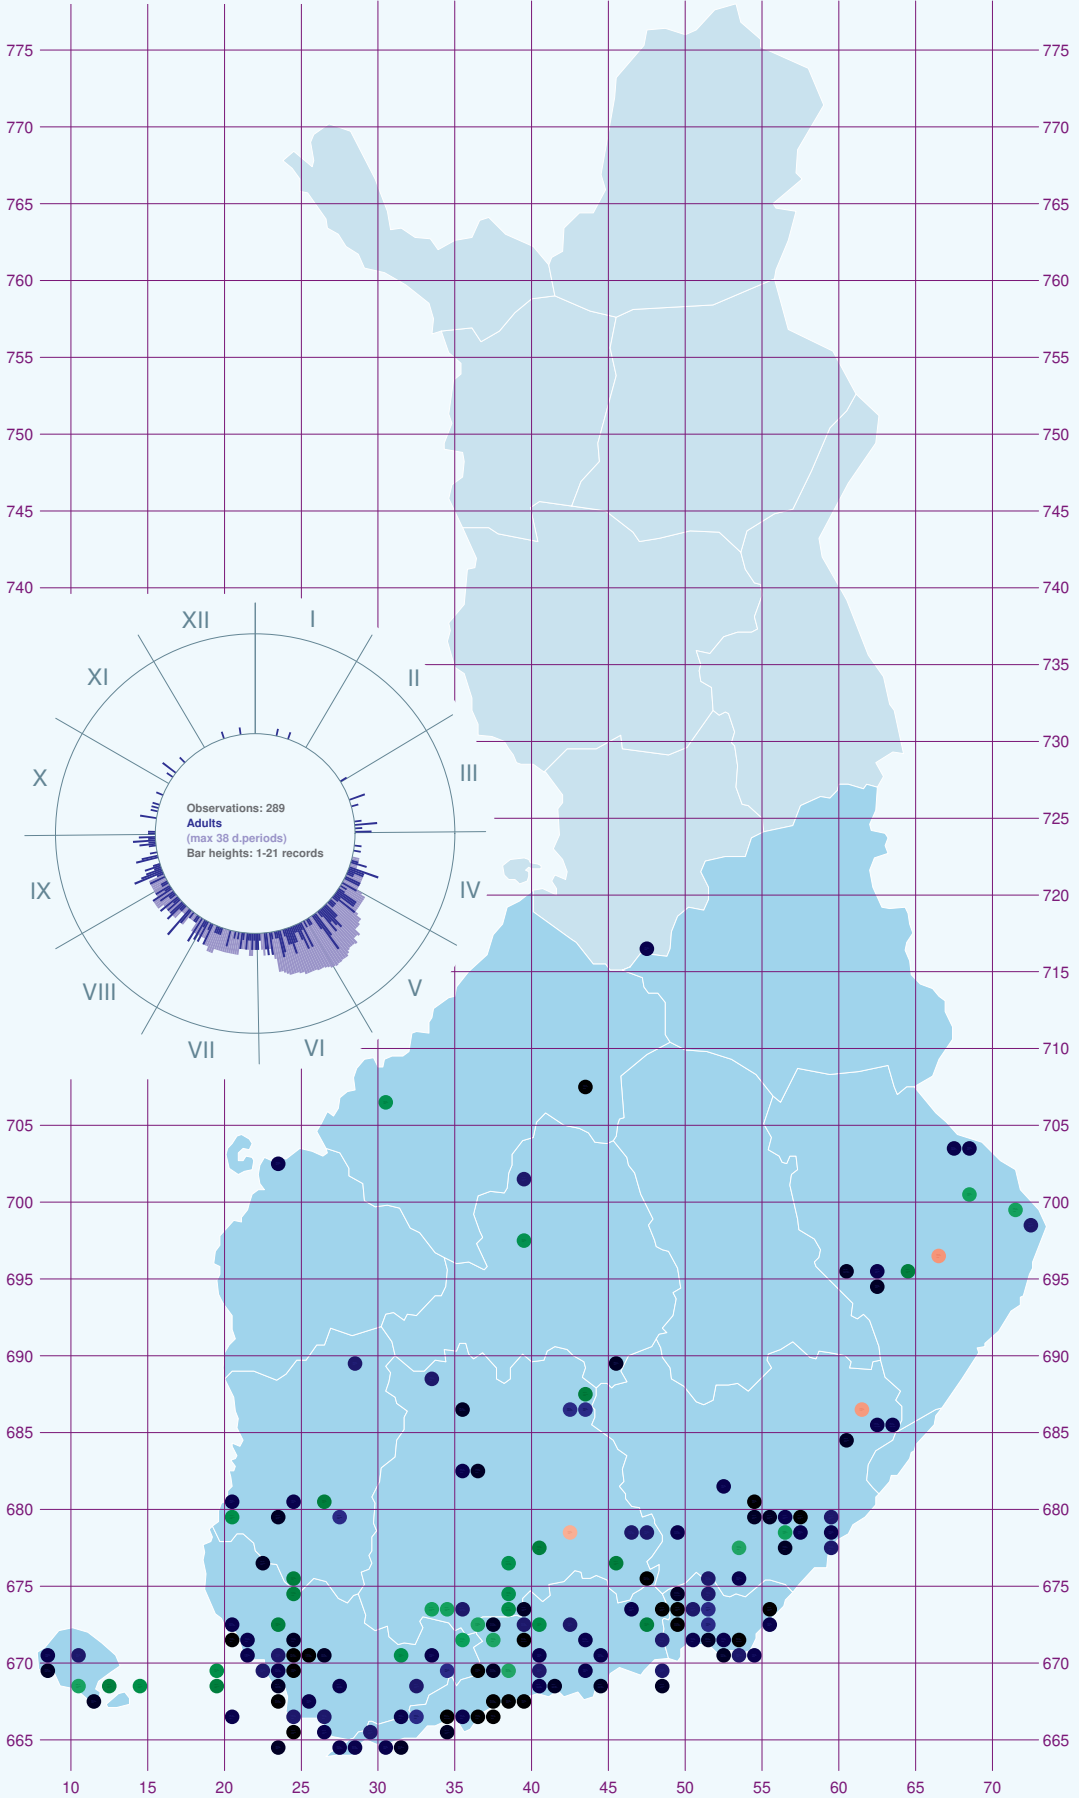 775 775
770 770
765 765
760 760
755 755
750 750
745 745
740 740
XII I
XI II
735
730
X III
Observations: 289
Adults
(max 38 d.periods)
Bar heights: 1-21 records
725
IX IV
720
VIII V
715
VII VI
710
705 705
700 700
695 695
690 690
685 685
680 680
675 675
670 670
665 665
10 15 20 25 30 35 40 45 50 55 60 65 70